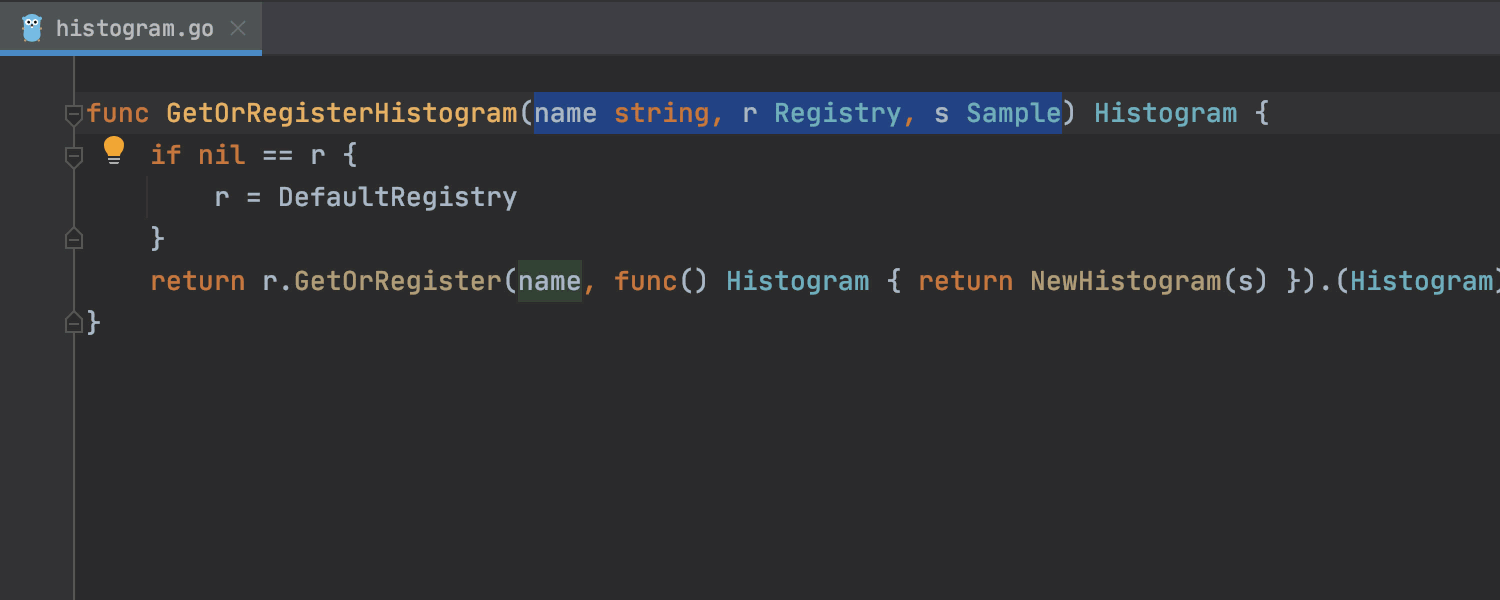 histogram.go
func GetOrRegisterHistogram(name string, r Registry, s Sample) Histogram {
    if nil == r {
        r = DefaultRegistry
    }
    return r.GetOrRegister(name, func() Histogram { return NewHistogram(s) }).(Histogram)
}